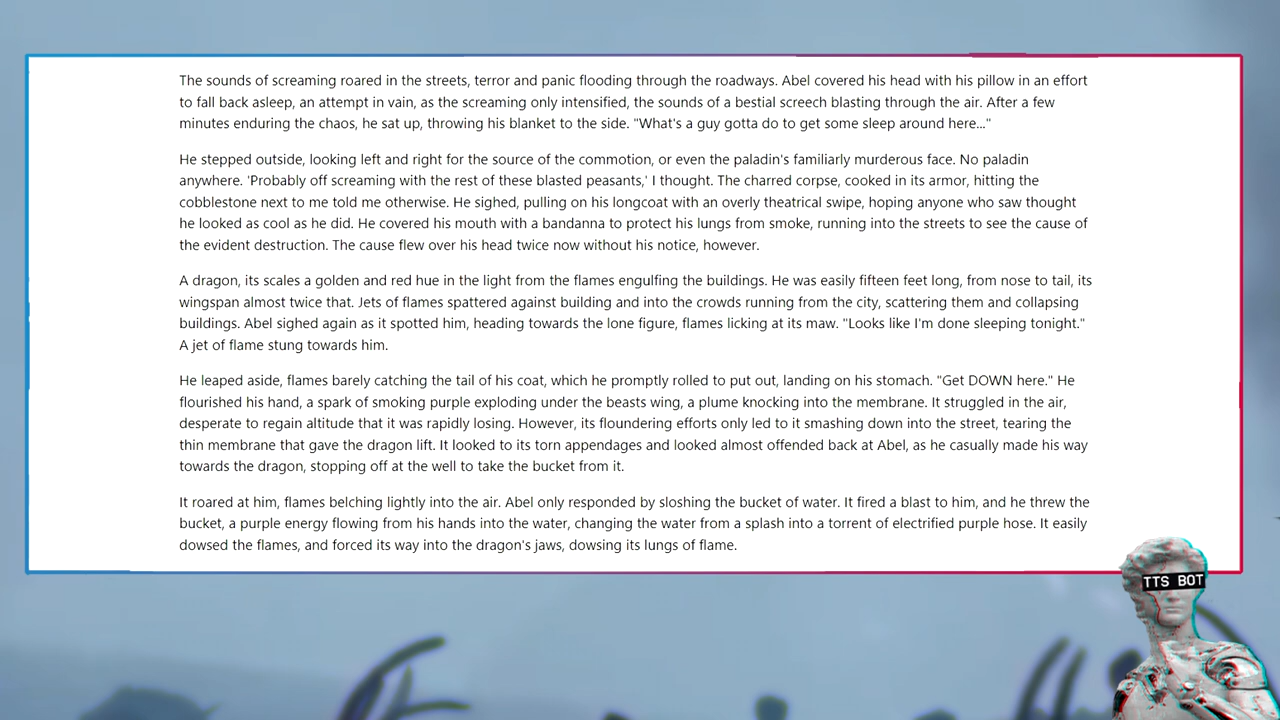 The sounds of screaming roared in the streets, terror and panic flooding through the roadways. Abel covered his head with his pillow in an effort
to fall back asleep, an attempt in vain, as the screaming only intensified, the sounds of a bestial screech blasting through the air. After a few
minutes enduring the chaos, he sat up, throwing his blanket to the side. "What's a guy gotta do to get some sleep around here..."
He stepped outside, looking left and right for the source of the commotion, or even the paladin's familiarly murderous face. No paladin
anywhere. 'Probably off screaming with the rest of these blasted peasants,' I thought. The charred corpse, cooked in its armor, hitting the
cobblestone next to me told me otherwise. He sighed, pulling on his longcoat with an overly theatrical swipe, hoping anyone who saw thought
he looked as cool as he did. He covered his mouth with a bandanna to protect his lungs from smoke, running into the streets to see the cause of
the evident destruction. The cause flew over his head twice now without his notice, however.
A dragon, its scales a golden and red hue in the light from the flames engulfing the buildings. He was easily fifteen feet long, from nose to tail, its
wingspan almost twice that. Jets of flames spattered against building and into the crowds running from the city, scattering them and collapsing
buildings. Abel sighed again as it spotted him, heading towards the lone figure, flames licking at its maw. "Looks like I'm done sleeping tonight."
A jet of flame stung towards him.
He leaped aside, flames barely catching the tail of his coat, which he promptly rolled to put out, landing on his stomach. "Get DOWN here." He
flourished his hand, a spark of smoking purple exploding under the beasts wing, a plume knocking into the membrane. It struggled in the air,
desperate to regain altitude that it was rapidly losing. However, its floundering efforts only led to it smashing down into the street, tearing the
thin membrane that gave the dragon lift. It looked to its torn appendages and looked almost offended back at Abel, as he casually made his way
towards the dragon, stopping off at the well to take the bucket from it.
It roared at him, flames belching lightly into the air. Abel only responded by sloshing the bucket of water. It fired a blast to him, and he threw the
bucket, a purple energy flowing from his hands into the water, changing the water from a splash into a torrent of electrified purple hose. It easily
dowsed the flames, and forced its way into the dragon's jaws, dowsing its lungs of flame.
TTS BOT